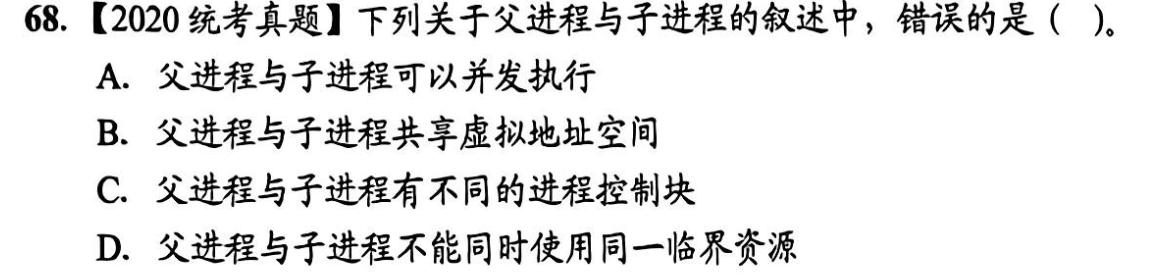 68. 【2020 统考真题】下列关于父进程与子进程的叙述中，错误的是（ ）。
A. 父进程与子进程可以并发执行
B. 父进程与子进程共享虚拟地址空间
C. 父进程与子进程有不同的进程控制块
D. 父进程与子进程不能同时使用同一临界资源